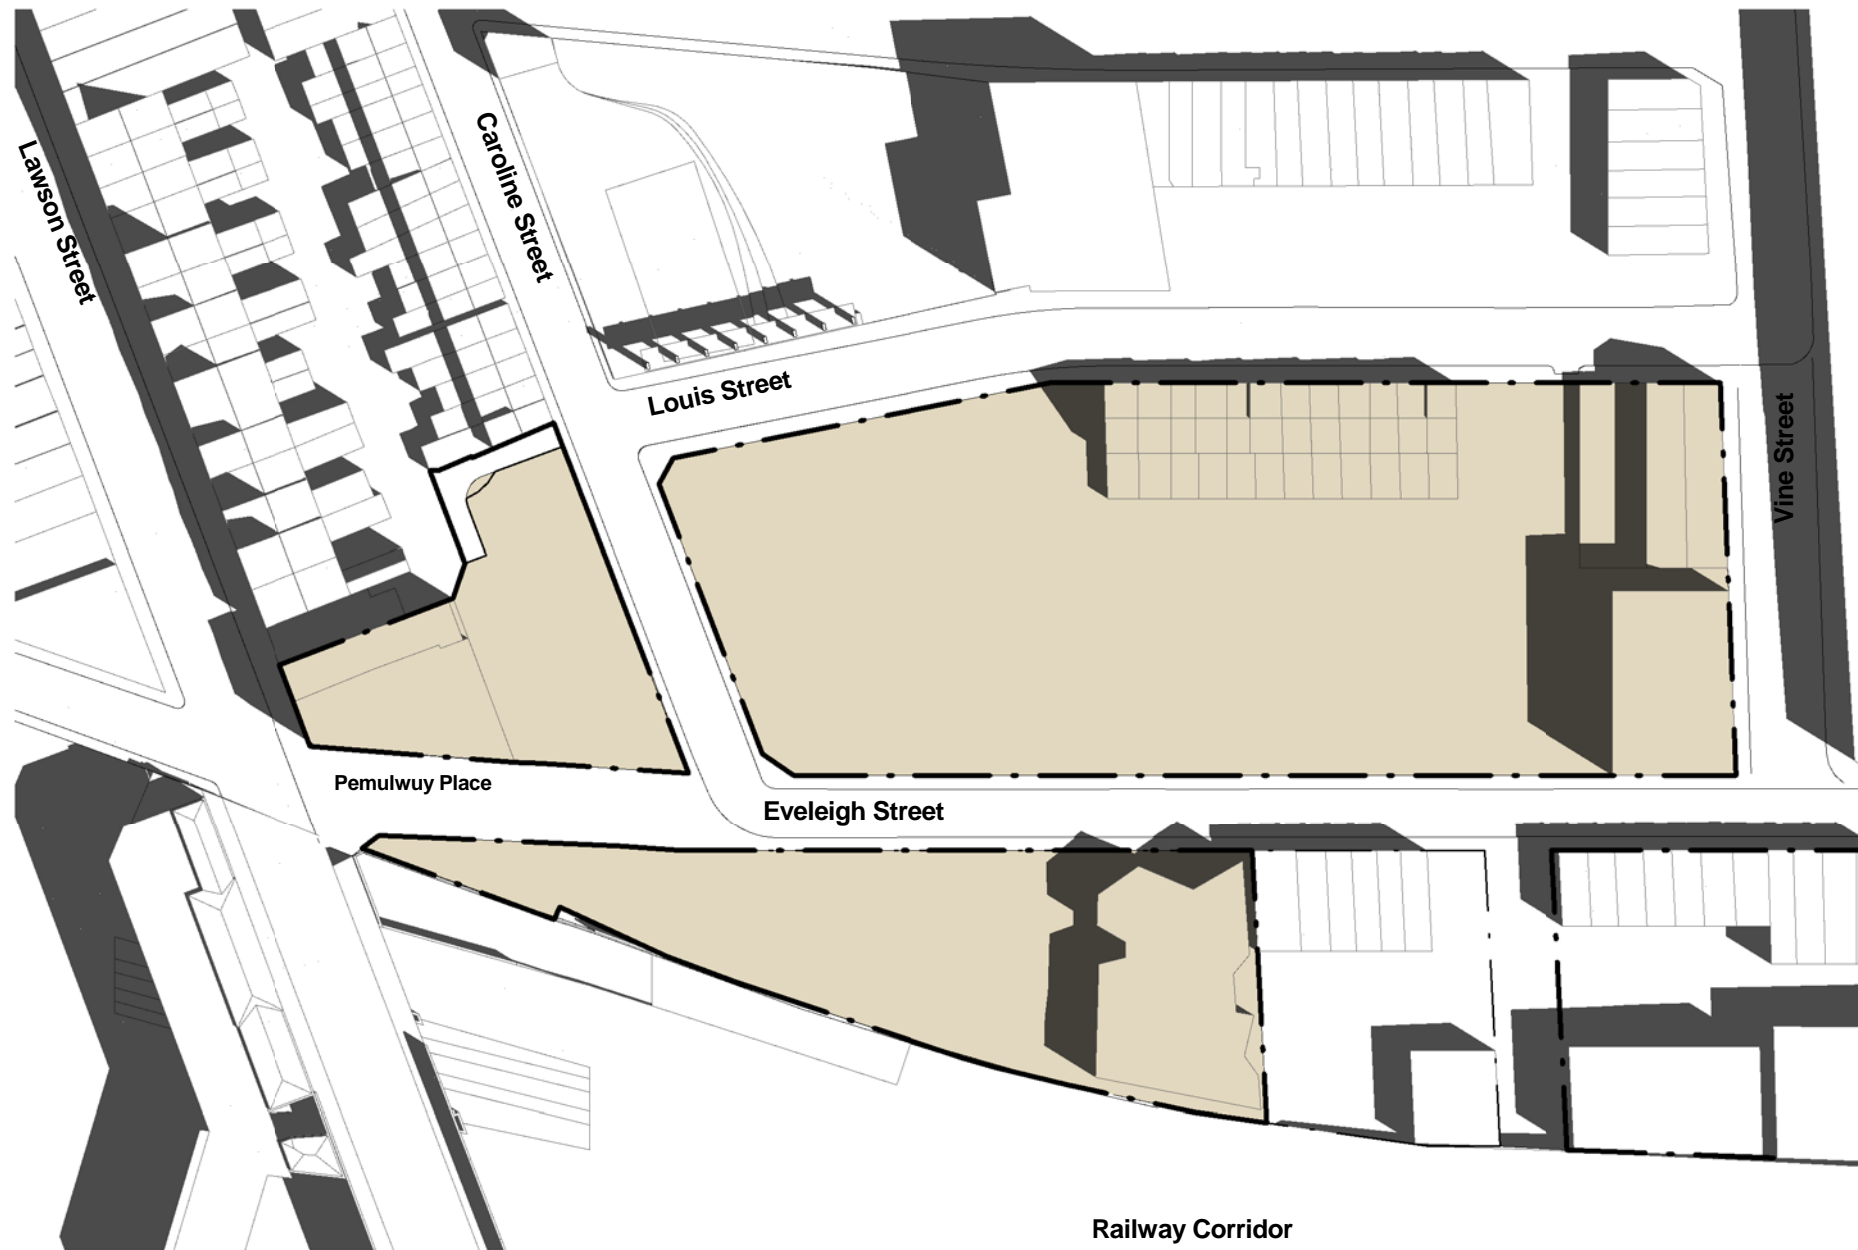 Lawson Street
Caroline Street
Louis Street
Vine Street
Pemulwuy Place
Eveleigh Street
Railway Corridor